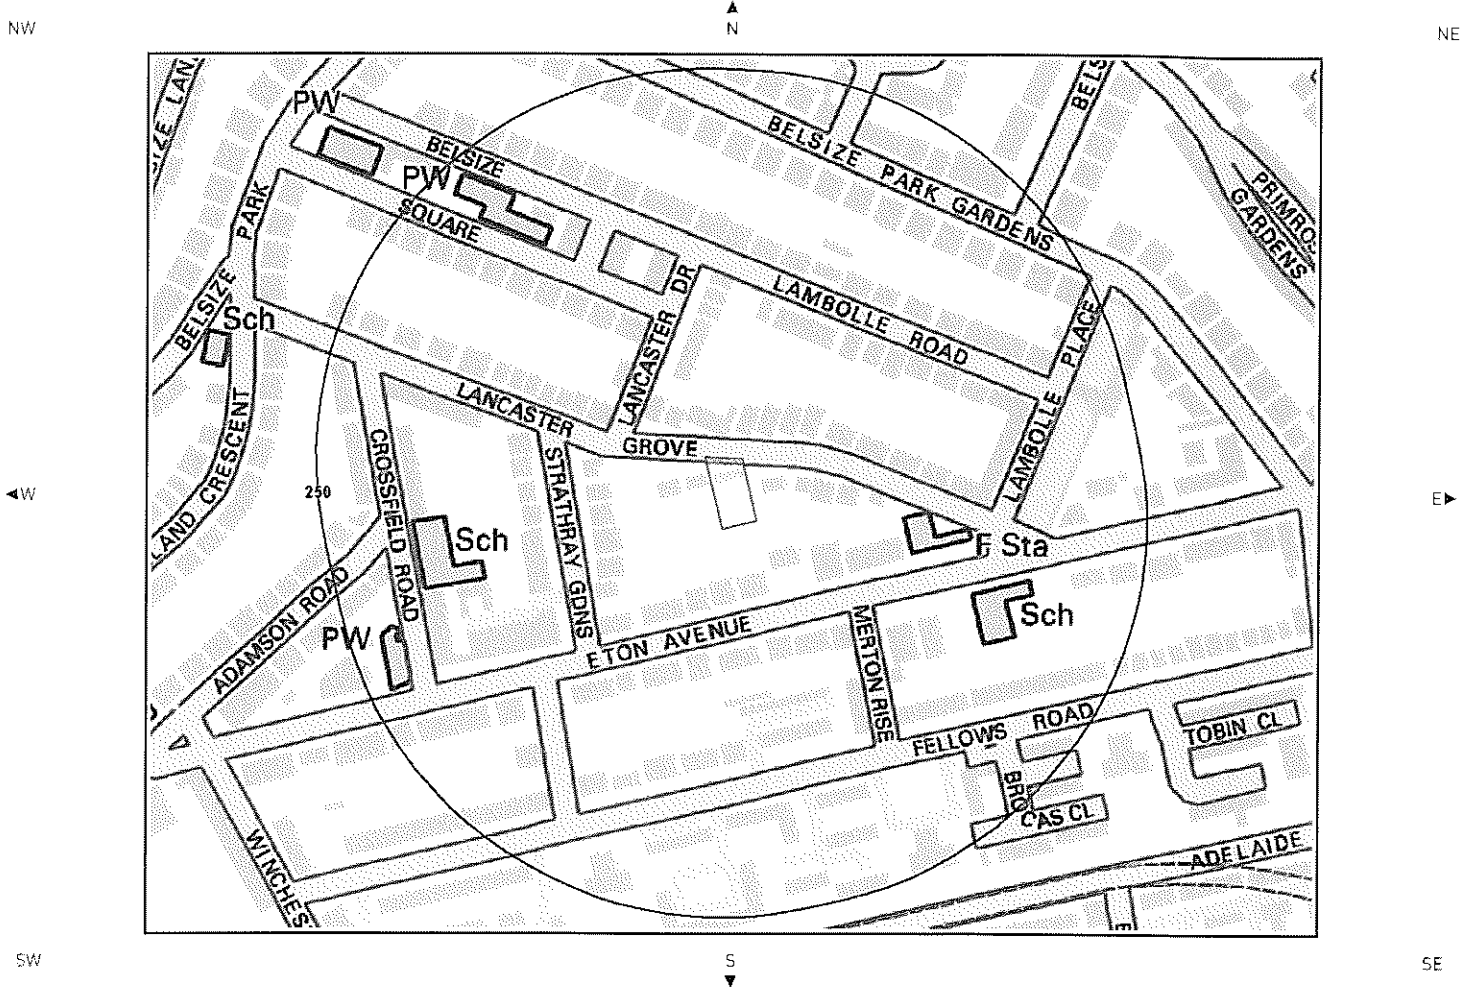 NW
N
NE
PW
BELSIZE
PW
SQUARE
PARK
BELSIZE PARK GARDENS
PRIMRO
GARDENS
BELSIZE
Sch
LANCASTER DR
LAMBOLLE ROAD
LAMBOLLE PLACE
LANCASTER GROVE
CRESCENT
CROSSFIELD ROAD
STRATHRAY GDNS
250
W
E
Sch
F Sta
Sch
ADAMSON ROAD
PW
ETON AVENUE
MERTON RISE
FELLOWS ROAD
TOBIN CL
BRO
CAS CL
WINCHES
ADELAIDE
SW
S
SE